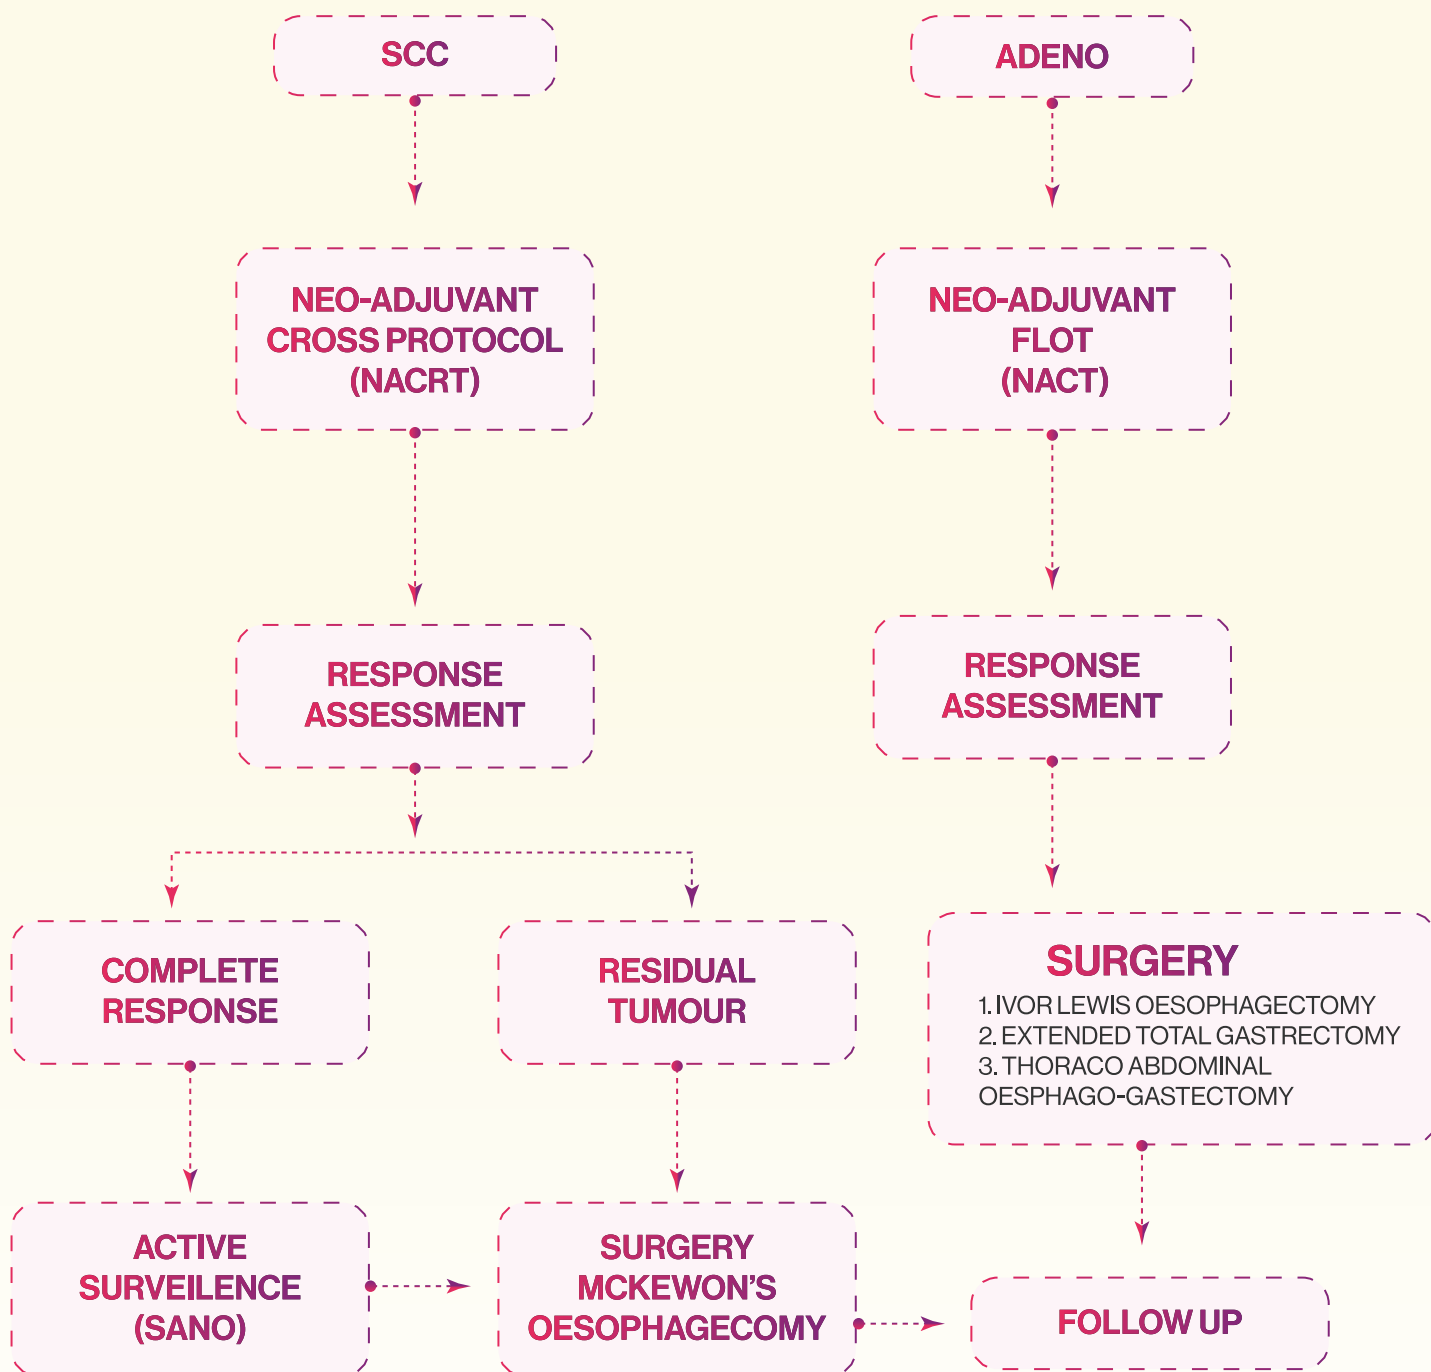 SCC
ADENO
NEO-ADJUVANT
CROSS PROTOCOL
(NACRT)
NEO-ADJUVANT
FLOT
(NACT)
RESPONSE
ASSESSMENT
RESPONSE
ASSESSMENT
COMPLETE
RESPONSE
RESIDUAL
TUMOUR
SURGERY
1. IVOR LEWIS OESOPHAGECTOMY
2. EXTENDED TOTAL GASTRECTOMY
3. THORACO ABDOMINAL
OESPHAGO-GASTECTOMY
ACTIVE
SURVEILENCE
(SANO)
SURGERY
MCKEWON'S
OESOPHAGECOMY
FOLLOW UP